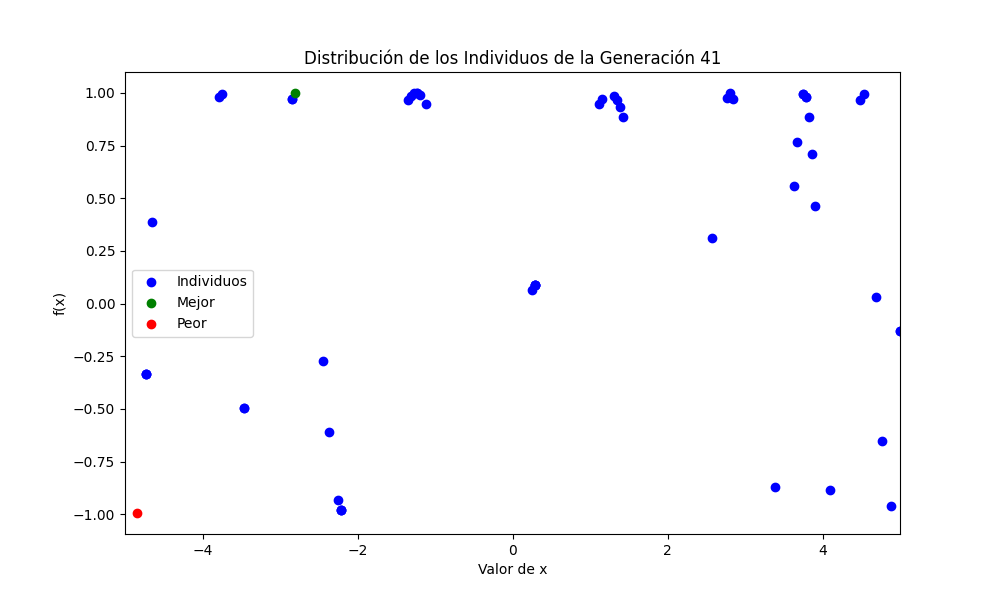 Distribución de los Individuos de la Generación 41
1.00
0.75
0.50
0.25
0.00
−0.25
−0.50
−0.75
−1.00
f(x)
Individuos
Mejor
Peor
−4
−2
0
2
4
Valor de x